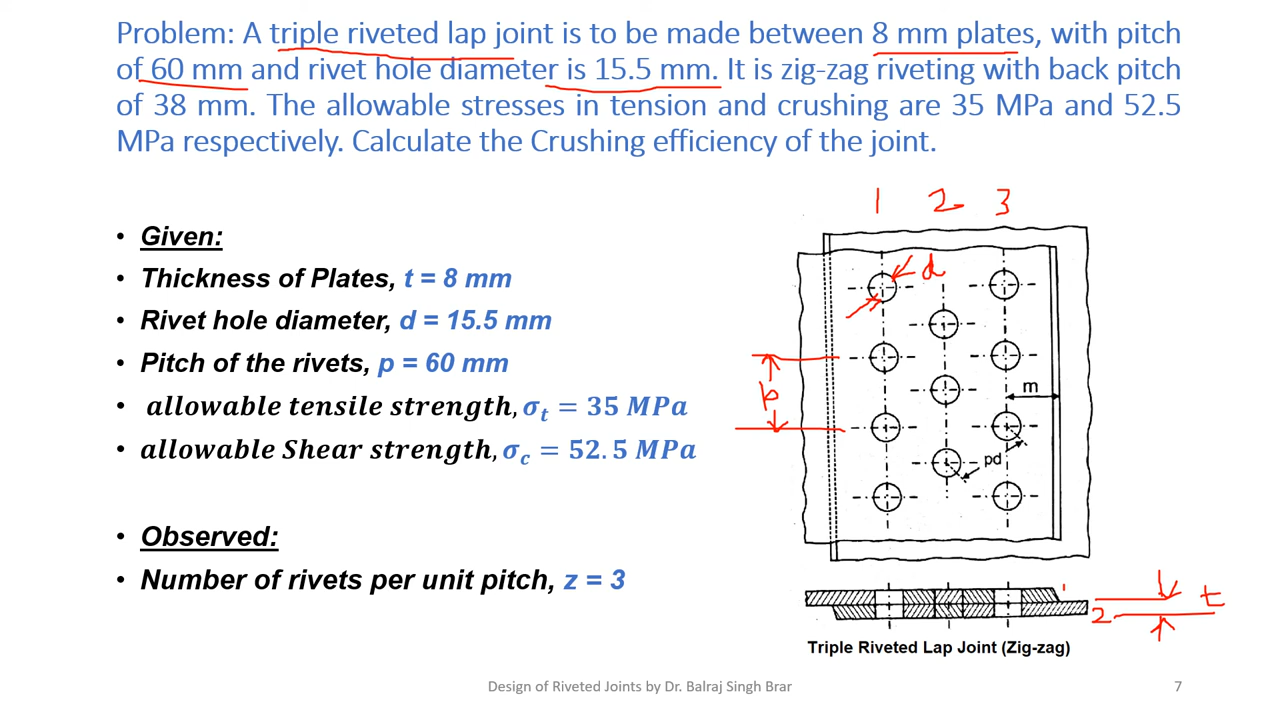 Problem: A triple riveted lap joint is to be made between 8 mm plates, with pitch
of 60 mm and rivet hole diameter is 15.5 mm. It is zig-zag riveting with back pitch
of 38 mm. The allowable stresses in tension and crushing are 35 MPa and 52.5
MPa respectively. Calculate the Crushing efficiency of the joint.
• Given:
• Thickness of Plates, t = 8 mm
• Rivet hole diameter, d = 15.5 mm
• Pitch of the rivets, p = 60 mm
• allowable tensile strength, σt = 35 MPa
• allowable Shear strength, σc = 52.5 MPa
• Observed:
• Number of rivets per unit pitch, z = 3
1 2 3
d
p
m
pd
1
t
2
Triple Riveted Lap Joint (Zig-zag)
Design of Riveted Joints by Dr. Balraj Singh Brar
7